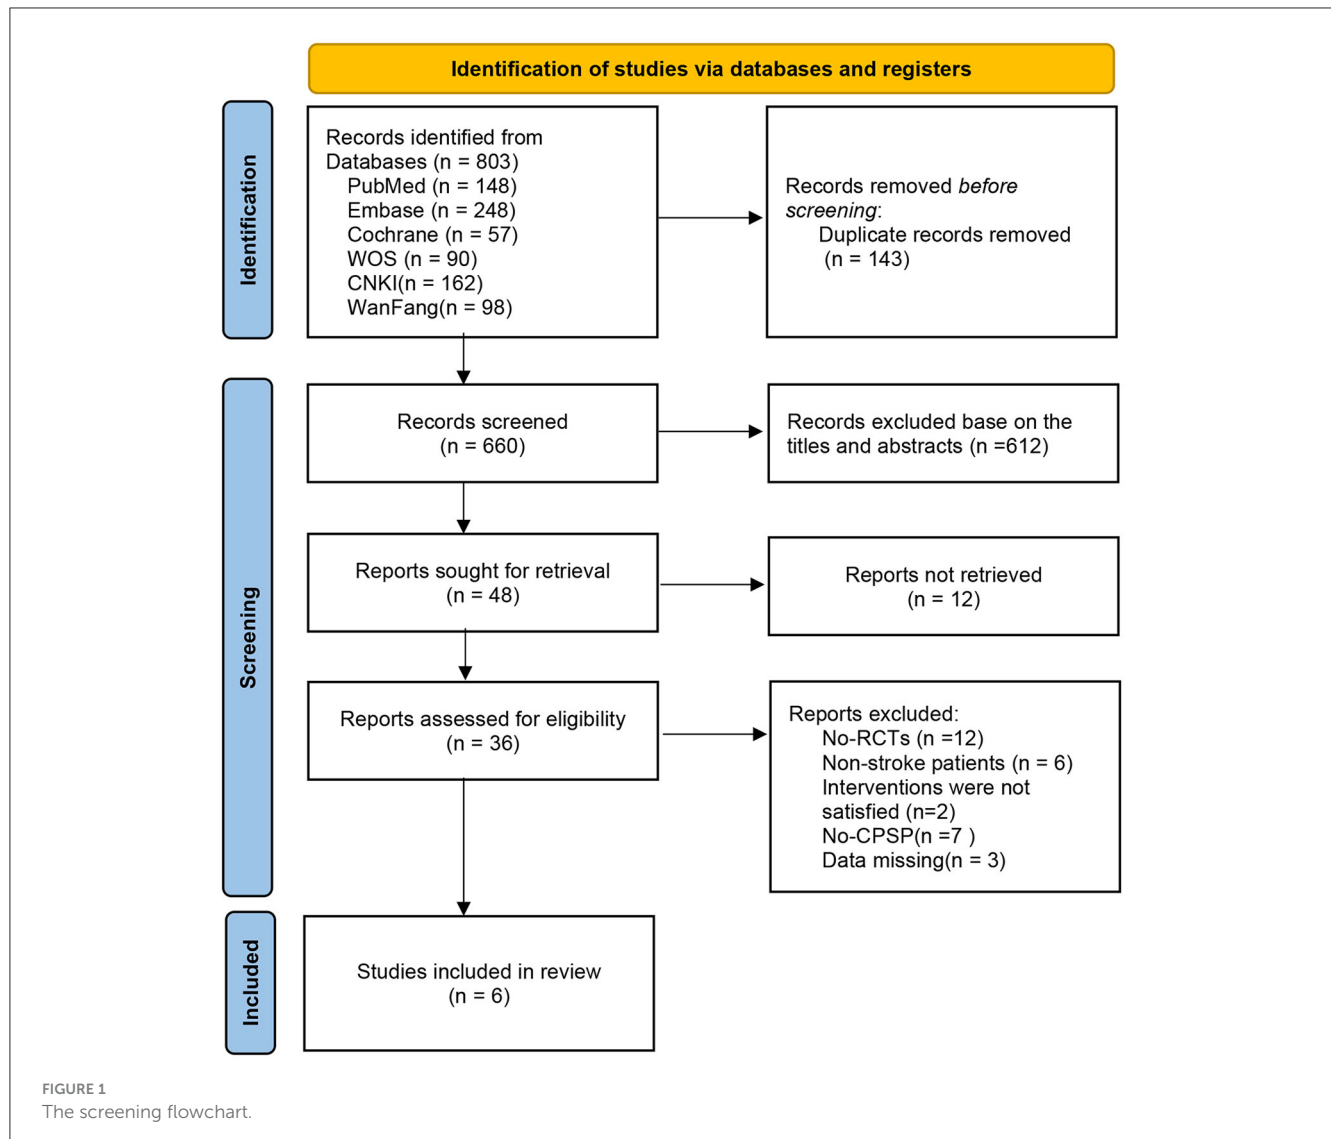 Identification of studies via databases and registers
Identification
Records identified from
Databases (n = 803)
PubMed (n = 148)
Embase (n = 248)
Cochrane (n = 57)
WOS (n = 90)
CNKI(n = 162)
WanFang(n = 98)
Records removed before
screening:
Duplicate records removed
(n = 143)
Screening
Records screened
(n = 660)
Records excluded base on the
titles and abstracts (n =612)
Reports sought for retrieval
(n = 48)
Reports not retrieved
(n = 12)
Reports assessed for eligibility
(n = 36)
Reports excluded:
No-RCTs (n =12)
Non-stroke patients (n = 6)
Interventions were not
satisfied (n=2)
No-CPSP(n =7 )
Data missing(n = 3)
Included
Studies included in review
(n = 6)
FIGURE 1
The screening flowchart.